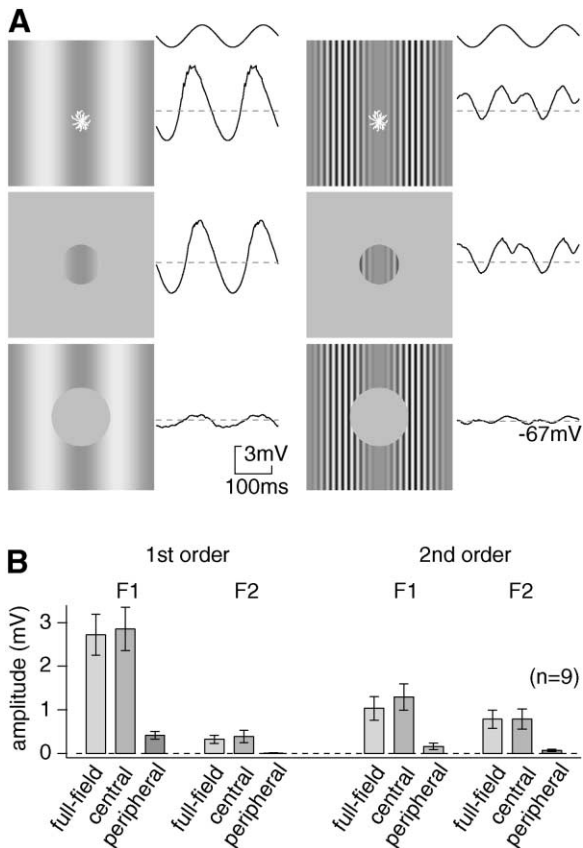 A
3mV
100ms
-67mV
B
1st order
2nd order
F1
F2
F1
F2
amplitude (mV)
3
2
1
0
(n=9)
full-field
central
peripheral
full-field
central
peripheral
full-field
central
peripheral
full-field
central
peripheral